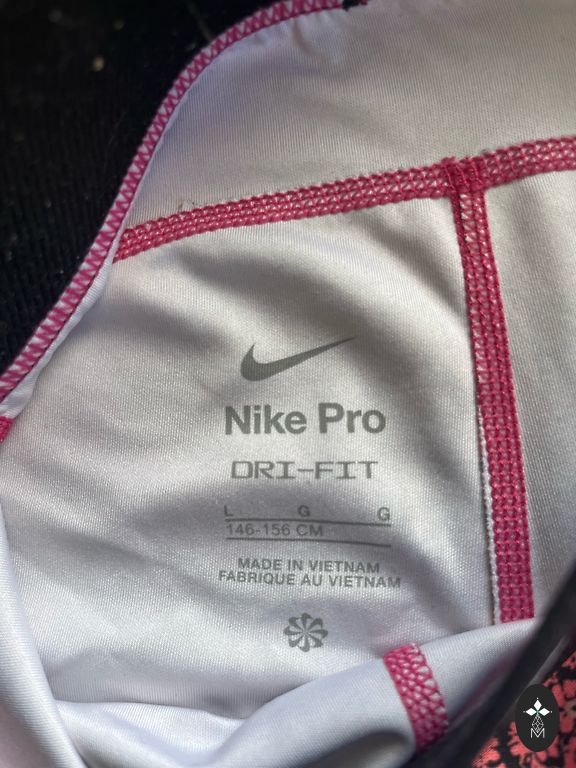 Nike Pro
DRI-FIT
L G G
146-156 CM
MADE IN VIETNAM
FABRIQUE AU VIETNAM
M